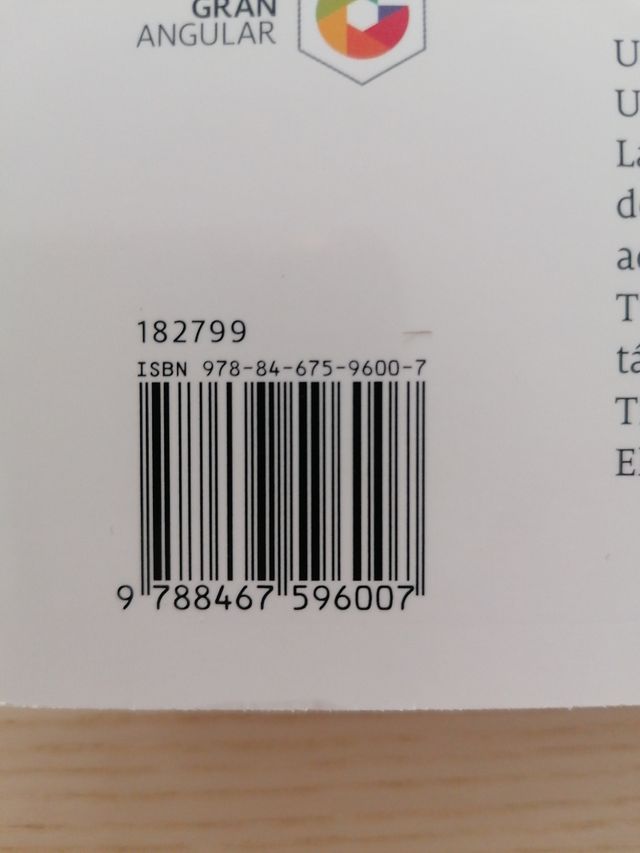 GRAN
ANGULAR
182799
ISBN 978-84-675-9600-7
9 788467 596007